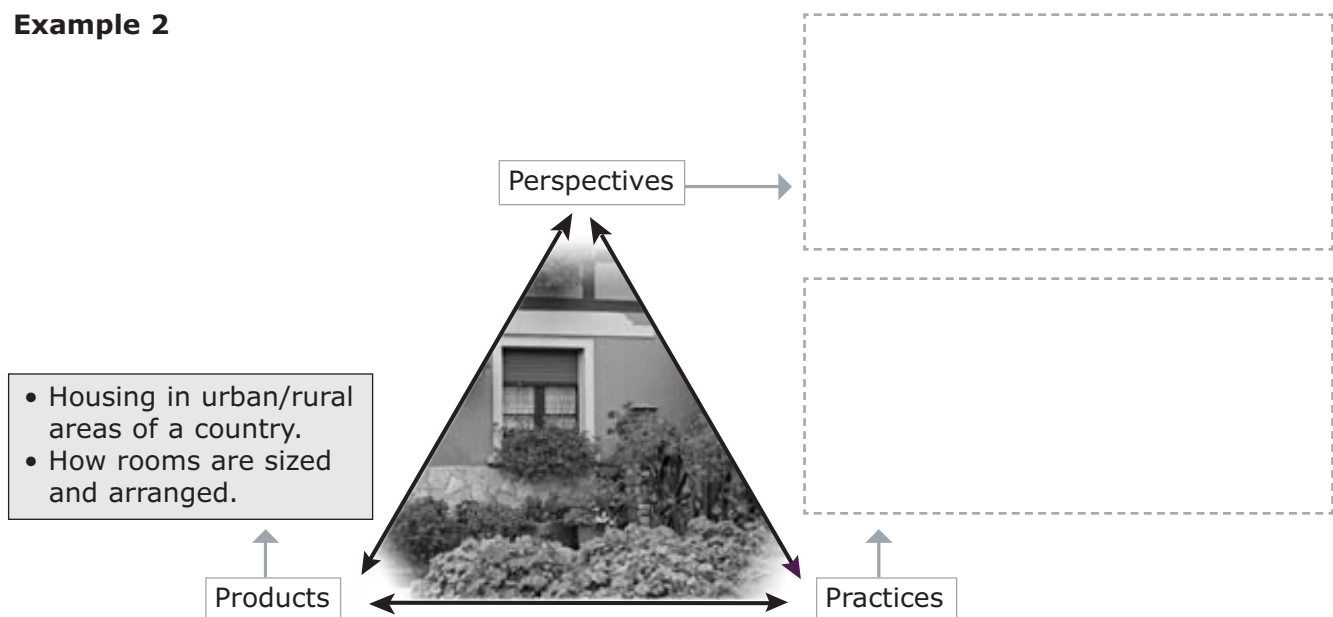 Example 2
Perspectives
• Housing in urban/rural
areas of a country.
• How rooms are sized
and arranged.
Products
Practices